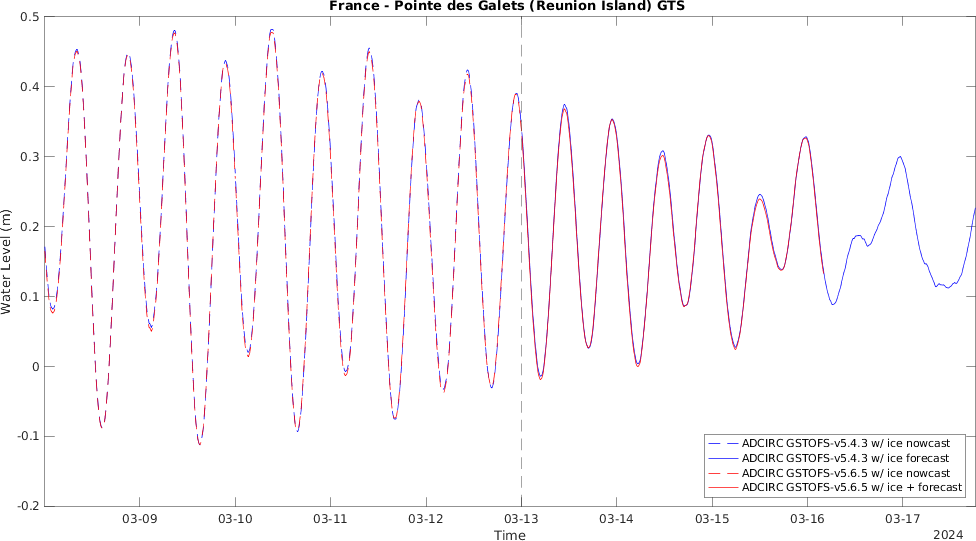 France - Pointe des Galets (Reunion Island) GTS
0.5
0.4
0.3
0.2
0.1
0
-0.1
-0.2
Water Level (m)
ADCIRC GSTOFS-v5.4.3 w/ ice nowcast
ADCIRC GSTOFS-v5.4.3 w/ ice forecast
ADCIRC GSTOFS-v5.6.5 w/ ice nowcast
ADCIRC GSTOFS-v5.6.5 w/ ice + forecast
03-09 03-10 03-11 03-12 03-13 03-14 03-15 03-16 03-17
Time
2024